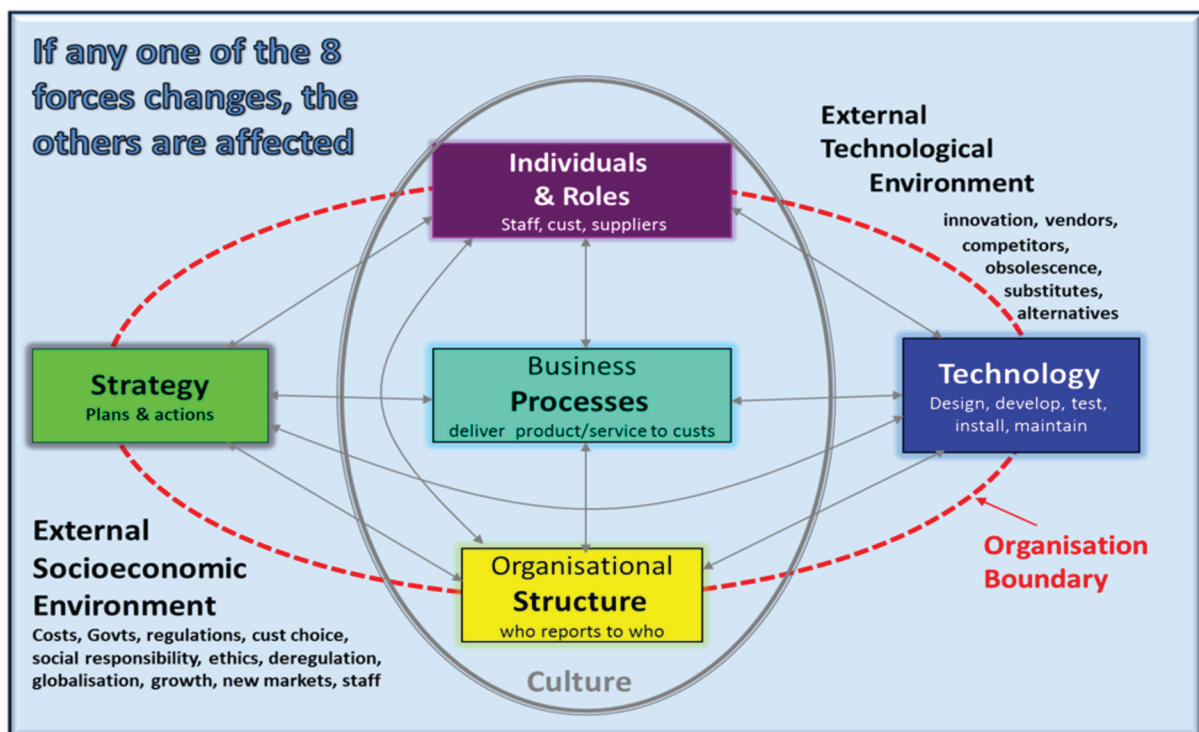 If any one of the 8
forces changes, the
others are affected
Individuals
& Roles
Staff, cust, suppliers
External
Technological
Environment
innovation, vendors,
competitors,
obsolescence,
substitutes,
alternatives
Strategy
Plans & actions
Business
Processes
deliver product/service to custs
Technology
Design, develop, test,
install, maintain
External
Socioeconomic
Environment
Costs, Govts, regulations, cust choice,
social responsibility, ethics, deregulation,
globalisation, growth, new markets, staff
Organisational
Structure
who reports to who
Culture
Organisation
Boundary